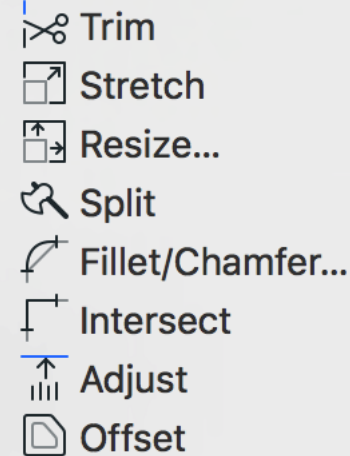 Trim
Stretch
Resize...
Split
Fillet/Chamfer...
Intersect
Adjust
Offset